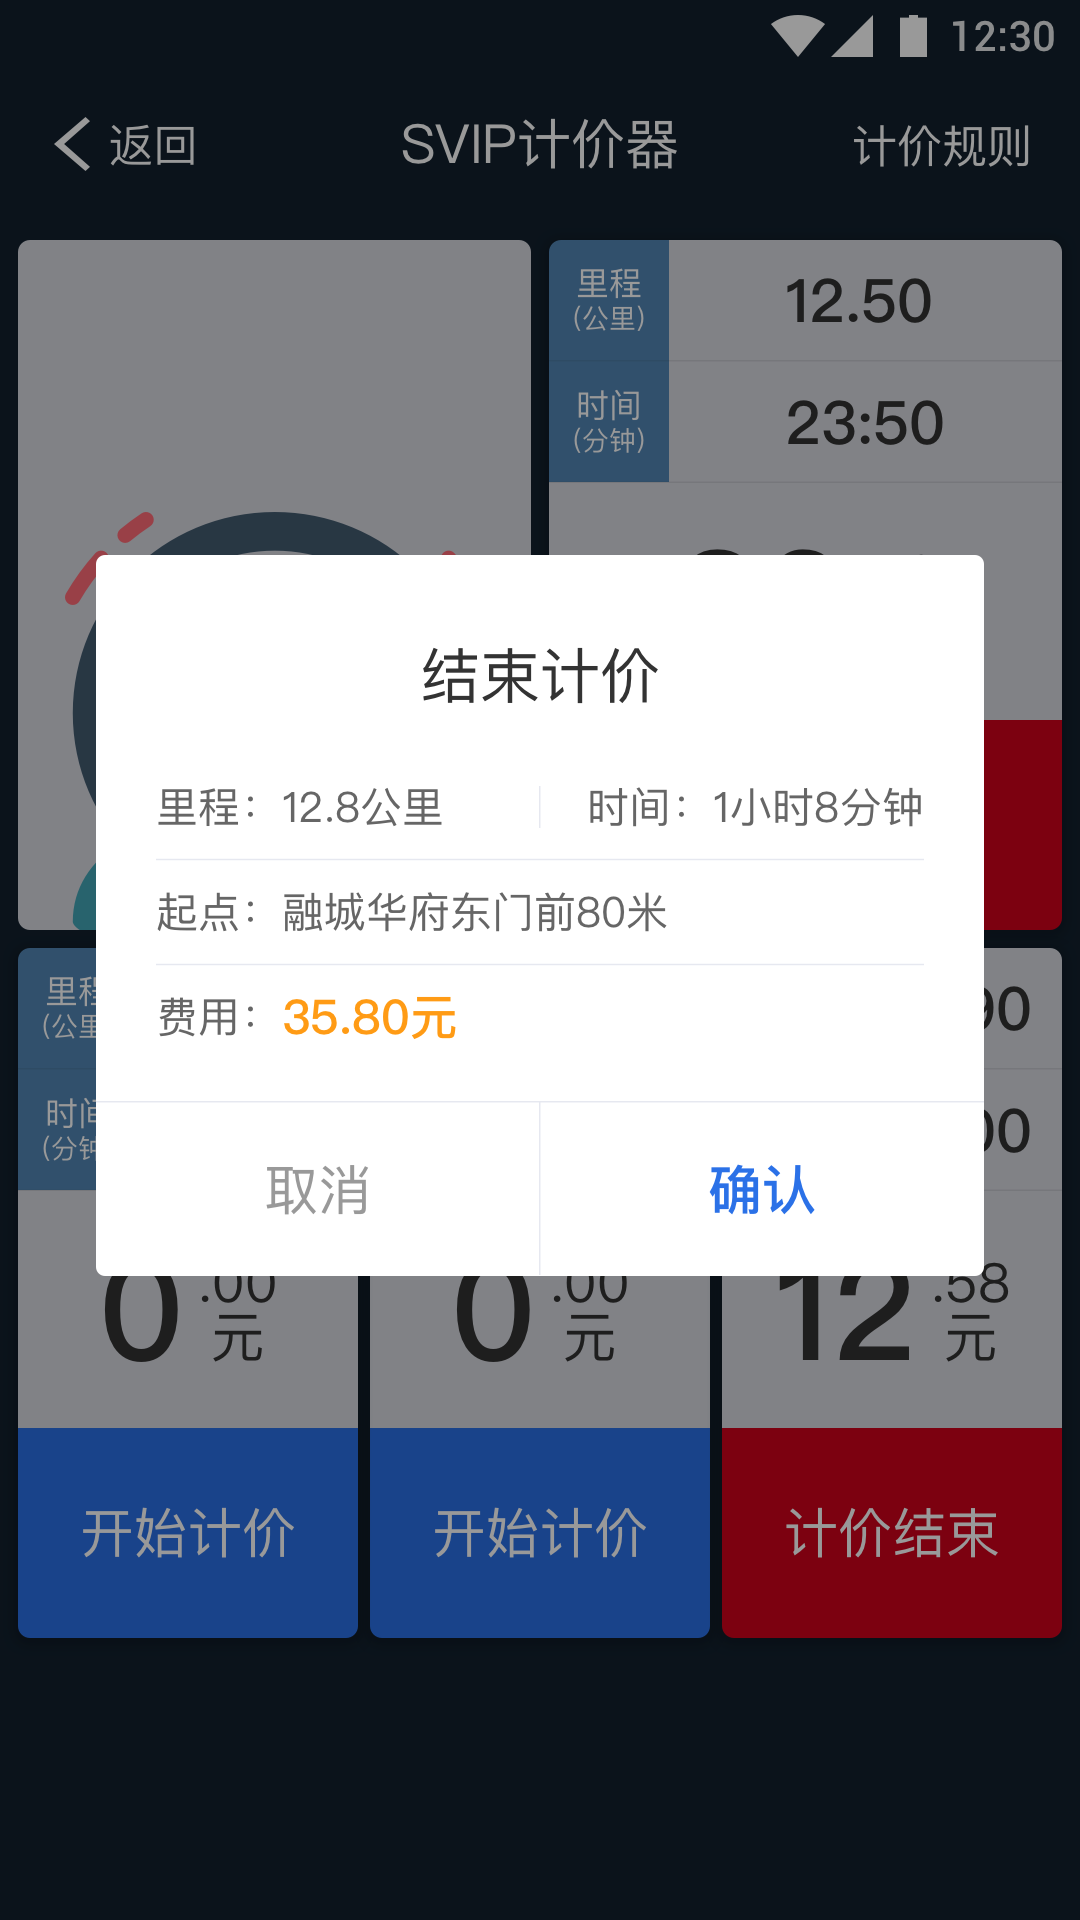 12:30
返回
SVIP计价器
计价规则
里程
(公里)
12.50
时间
(分钟)
23:50
结束计价
里程：12.8公里
时间：1小时8分钟
起点：融城华府东门前80米
费用：35.80元
取消
确认
里程
(公里
时间
(分钟
90
00
0
.00
元
0
.00
元
12
.58
元
开始计价
开始计价
计价结束